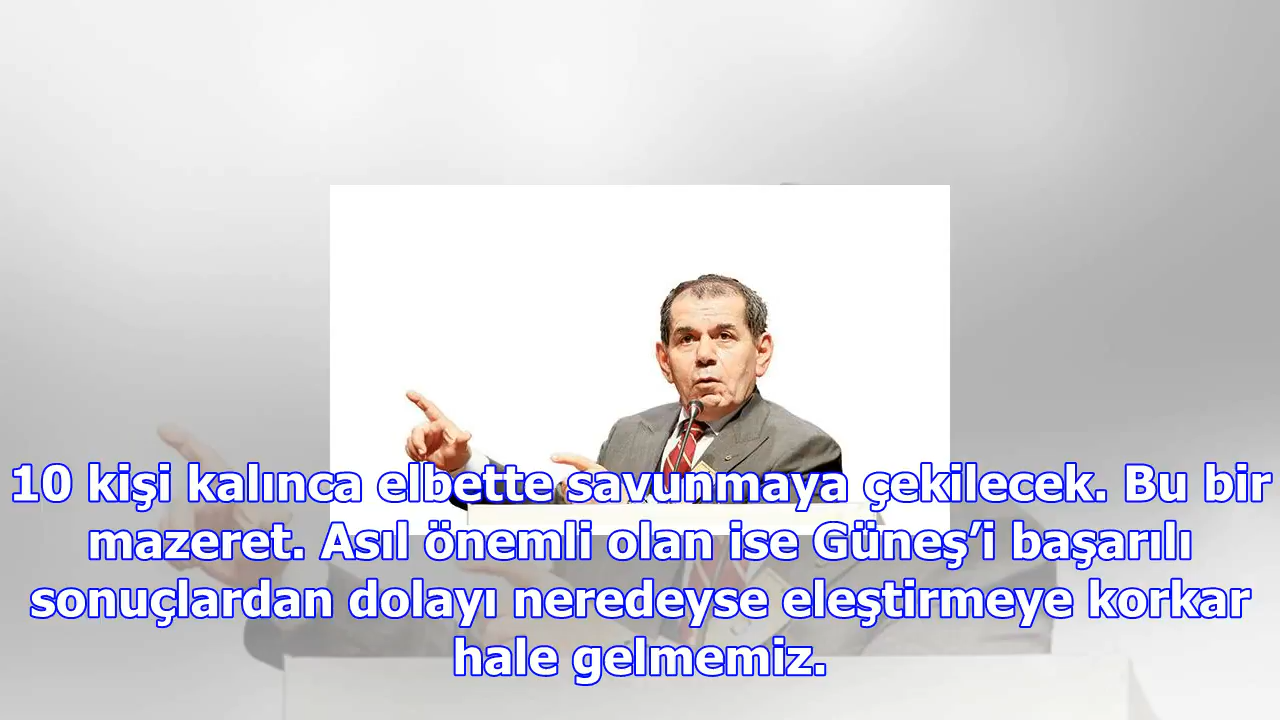 10 kişi kalınca elbette savunmaya çekilecek. Bu bir
mazeret. Asıl önemli olan ise Güneş’i başarılı
sonuçlardan dolayı neredeyse eleştirmeye korkar
hale gelmemiz.